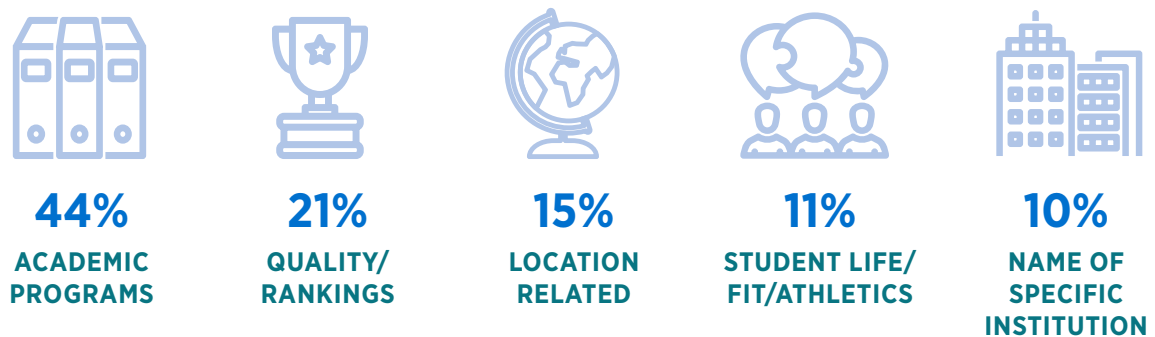 44%
ACADEMIC
PROGRAMS
21%
QUALITY/
RANKINGS
15%
LOCATION
RELATED
11%
STUDENT LIFE/
FIT/ATHLETICS
10%
NAME OF
SPECIFIC
INSTITUTION